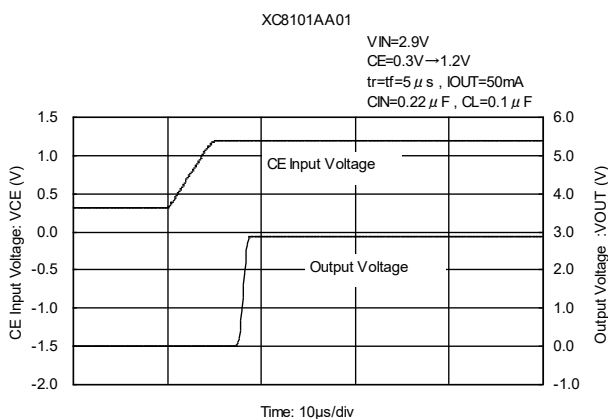 XC8101AA01
VIN=2.9V
CE=0.3V→1.2V
tr=tf=5μs , IOUT=50mA
CIN=0.22μF , CL=0.1μF
CE Input Voltage: VCE (V)
1.5
1.0
0.5
0.0
-0.5
-1.0
-1.5
-2.0
CE Input Voltage
Output Voltage
6.0
5.0
4.0
3.0
2.0
1.0
0.0
-1.0
Output Voltage :VOUT (V)
Time: 10μs/div